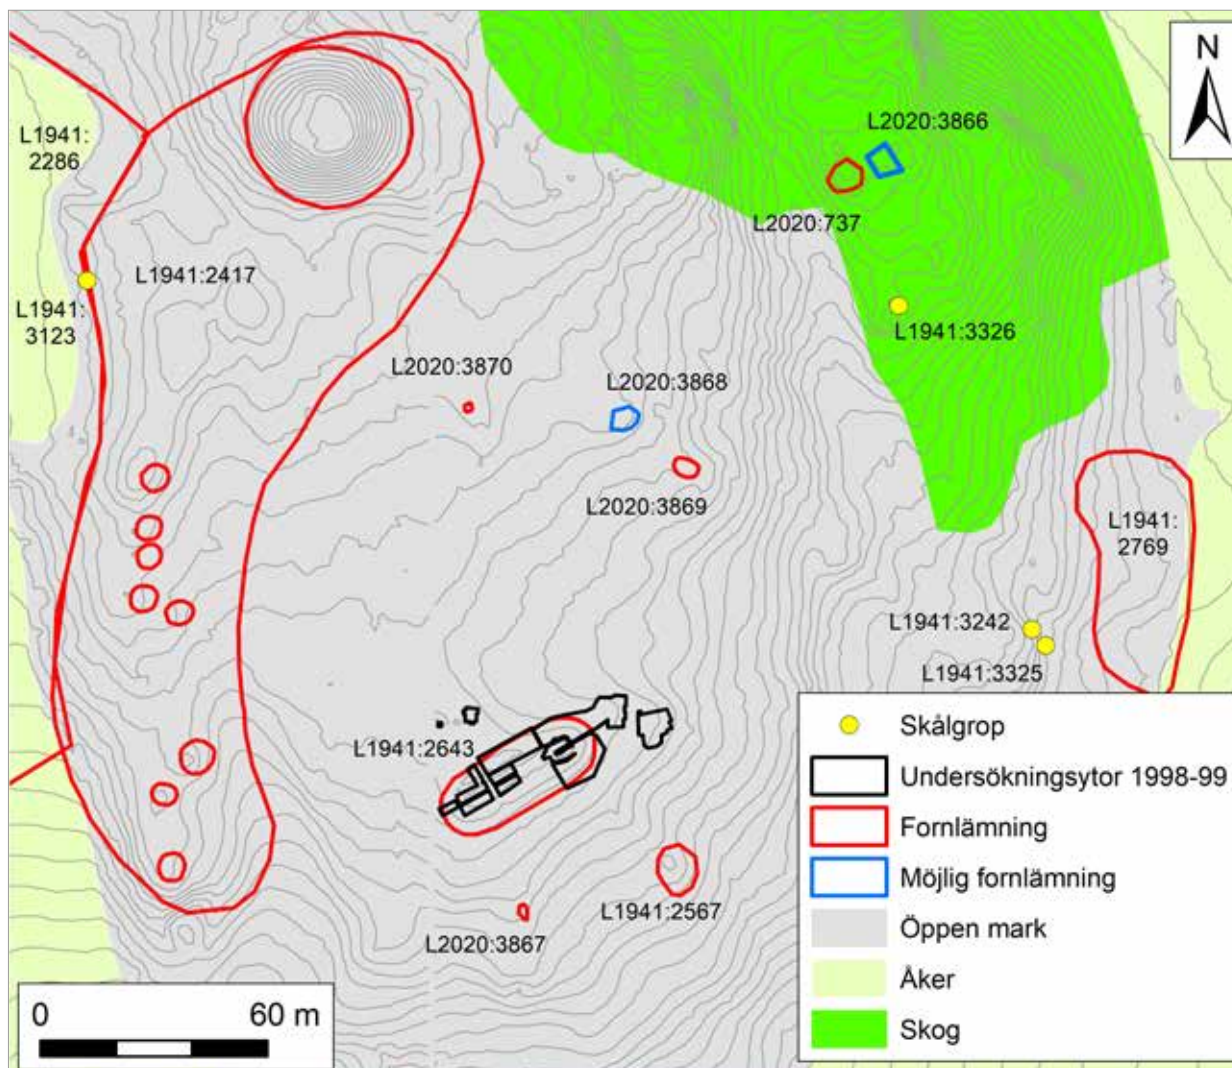 N
L1941:
2286
L2020:3866
L2020:737
L1941:2417
L1941:
3123
L1941:3326
L2020:3870
L2020:3868
L2020:3869
L1941:
2769
L1941:3242
L1941:3325
L1941:2643
L1941:2567
L2020:3867
Skålgrop
Undersökningsytor 1998-99
Fornlämning
Möjlig fornlämning
Öppen mark
Åker
Skog
0 60 m